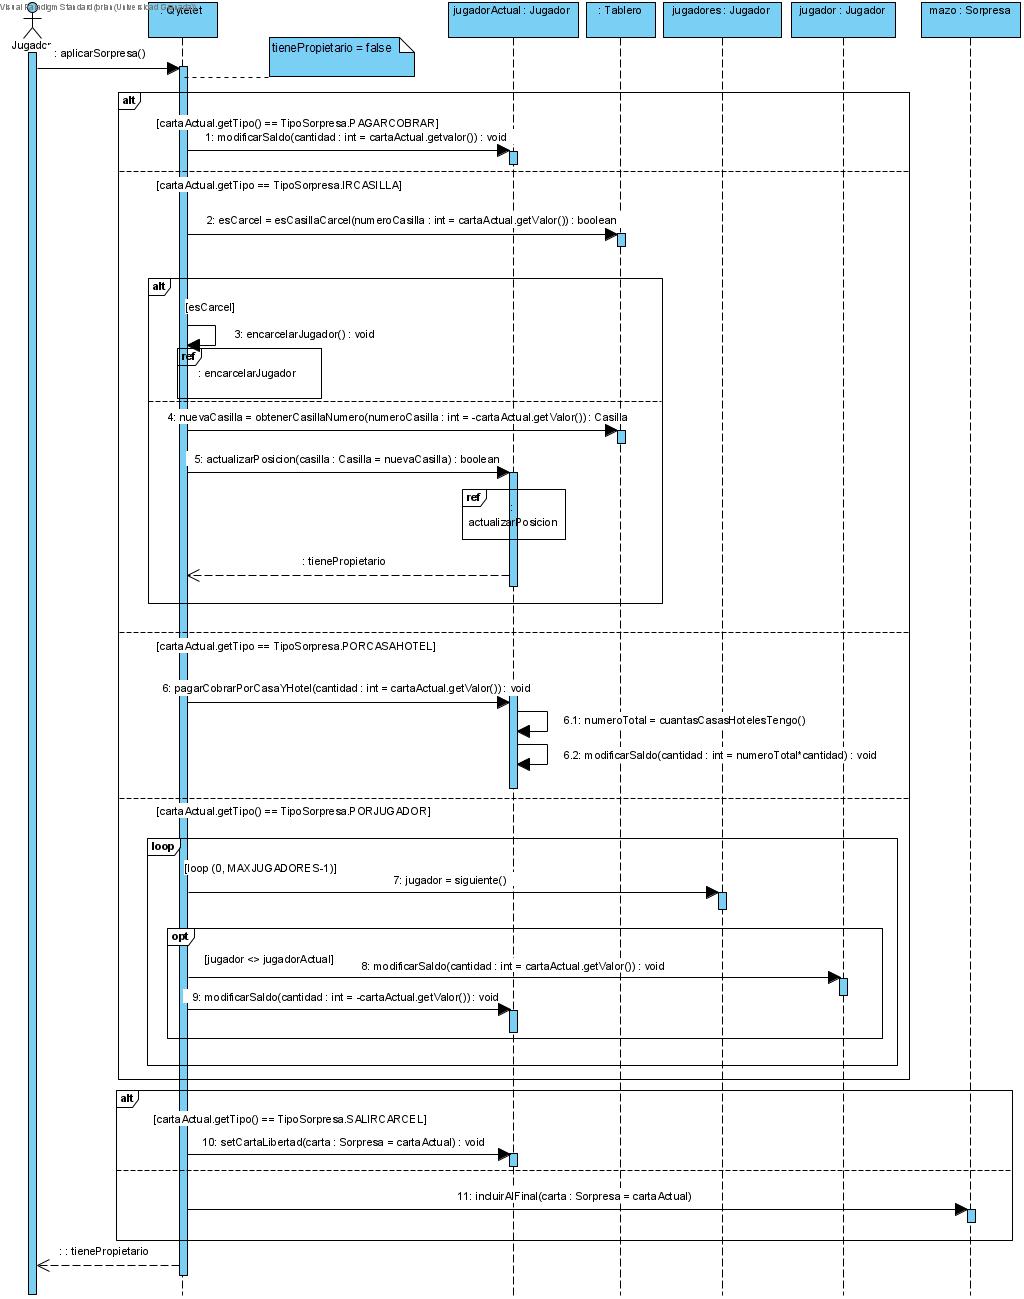 Visual Paradigm Standard(brian(Universidad Granada))
: Qytetet
jugadorActual : Jugador
: Tablero
jugadores : Jugador
jugador : Jugador
mazo : Sorpresa
Jugador
: aplicarSorpresa()
tienePropietario = false
alt
[cartaActual.getTipo() == TipoSorpresa.PAGARCOBRAR]
1: modificarSaldo(cantidad : int = cartaActual.getvalor()) : void
[cartaActual.getTipo == TipoSorpresa.IRCASILLA]
2: esCarcel = esCasillaCarcel(numeroCasilla : int = cartaActual.getValor()) : boolean
alt
[esCarcel]
3: encarcelarJugador() : void
ref
: encarcelarJugador
4: nuevaCasilla = obtenerCasillaNumero(numeroCasilla : int = -cartaActual.getValor()) : Casilla
5: actualizarPosicion(casilla : Casilla = nuevaCasilla) : boolean
ref
:
actualizarPosicion
: tienePropietario
[cartaActual.getTipo == TipoSorpresa.PORCASAHOTEL]
6: pagarCobrarPorCasaYHotel(cantidad : int = cartaActual.getValor()) : void
6.1: numeroTotal = cuantasCasasHotelesTengo()
6.2: modificarSaldo(cantidad : int = numeroTotal*cantidad) : void
[cartaActual.getTipo() == TipoSorpresa.PORJUGADOR]
loop
[loop (0, MAXJUGADORES-1)]
7: jugador = siguiente()
opt
[jugador <> jugadorActual]
8: modificarSaldo(cantidad : int = cartaActual.getValor()) : void
9: modificarSaldo(cantidad : int = -cartaActual.getValor()) : void
alt
[cartaActual.getTipo() == TipoSorpresa.SALIRCARCEL]
10: setCartaLibertad(carta : Sorpresa = cartaActual) : void
11: incluirAlFinal(carta : Sorpresa = cartaActual)
: : tienePropietario